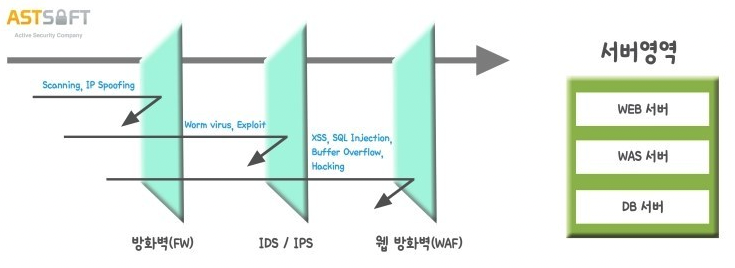 ASTSOFT
Active Security Company
Scanning, IP Spoofing
Worm virus, Exploit
XSS, SQL Injection,
Buffer Overflow,
Hacking
방화벽(FW)
IDS / IPS
웹 방화벽(WAF)
서버영역
WEB 서버
WAS 서버
DB 서버